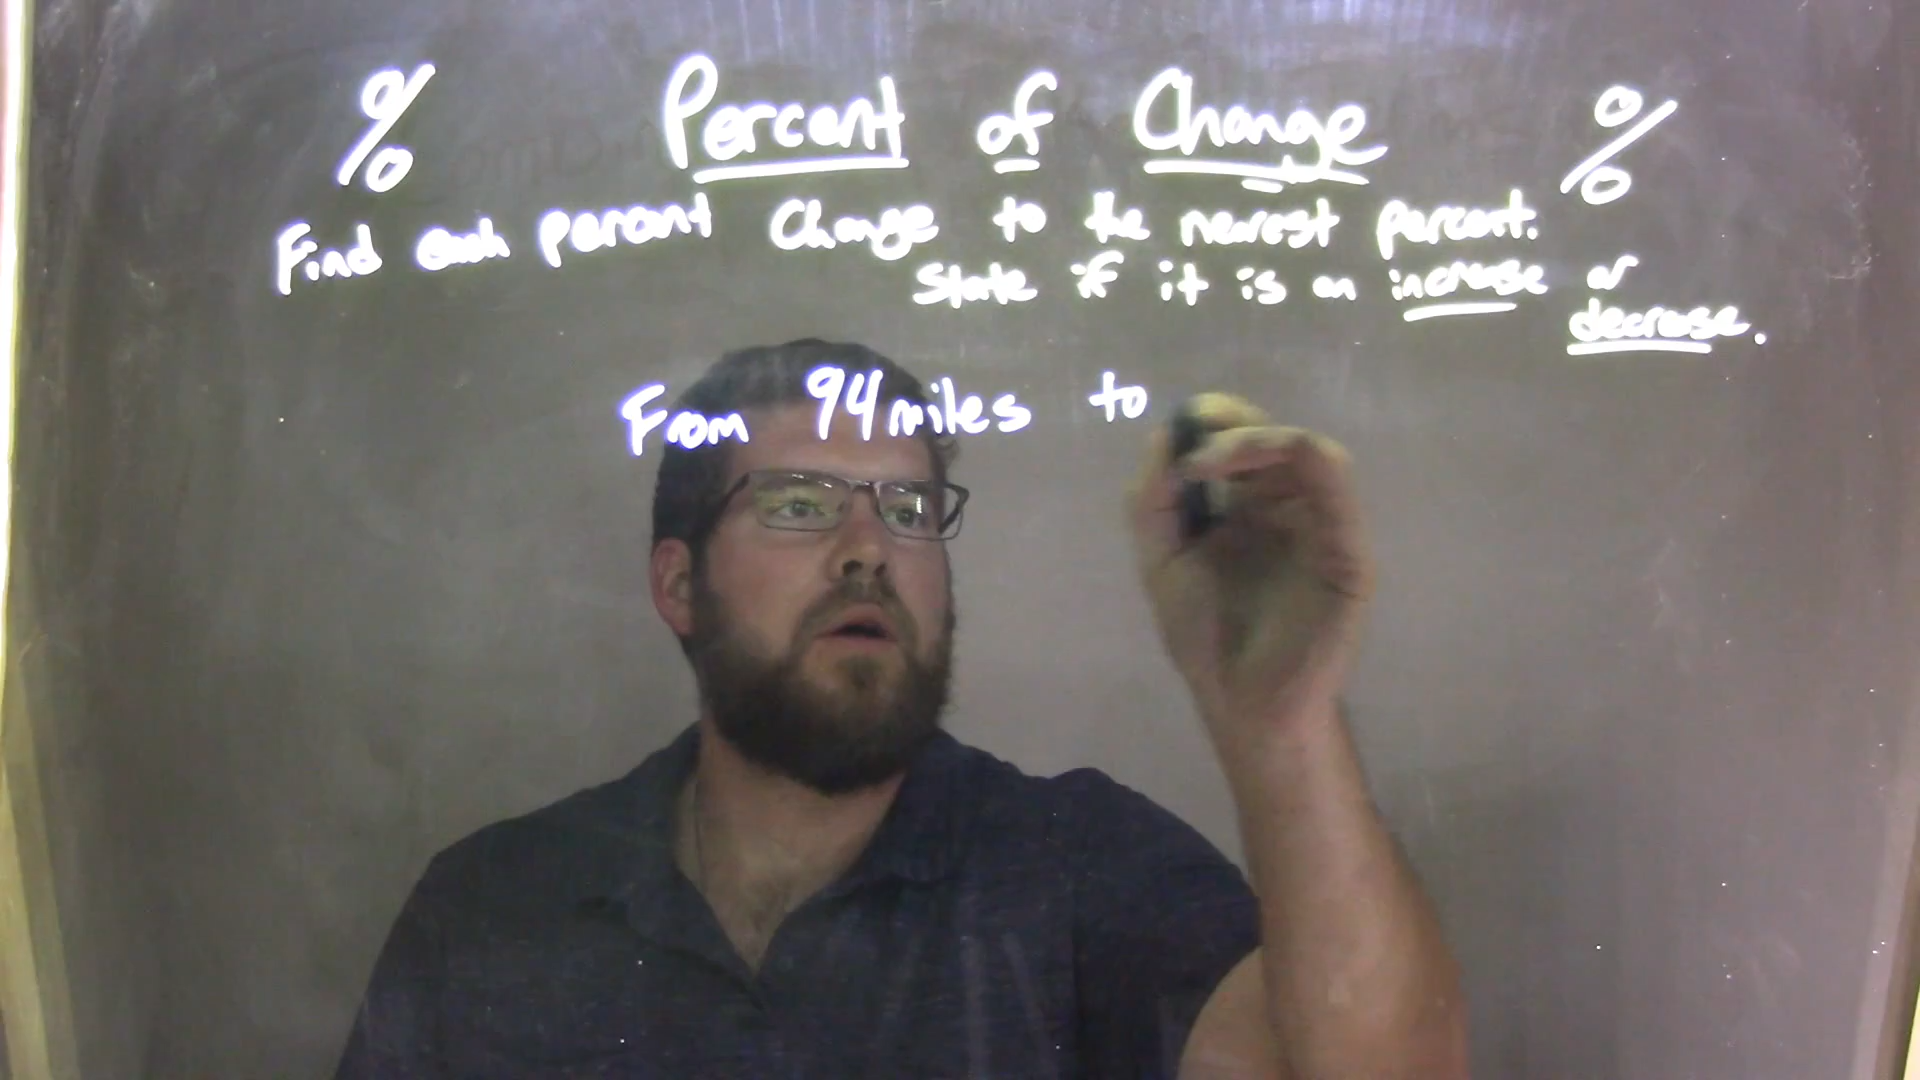 % Percent of Change %
Find each percent change to the nearest percent.
State if it is an increase or
decrease.
From 94 miles to